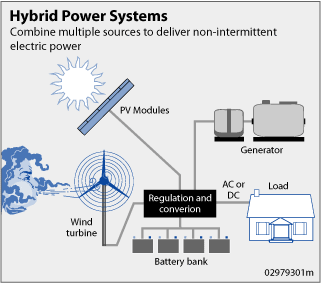 Hybrid Power Systems
Combine multiple sources to deliver non-intermittent
electric power
PV Modules
Generator
AC or
DC
Load
Regulation and
converion
Wind
turbine
Battery bank
02979301m